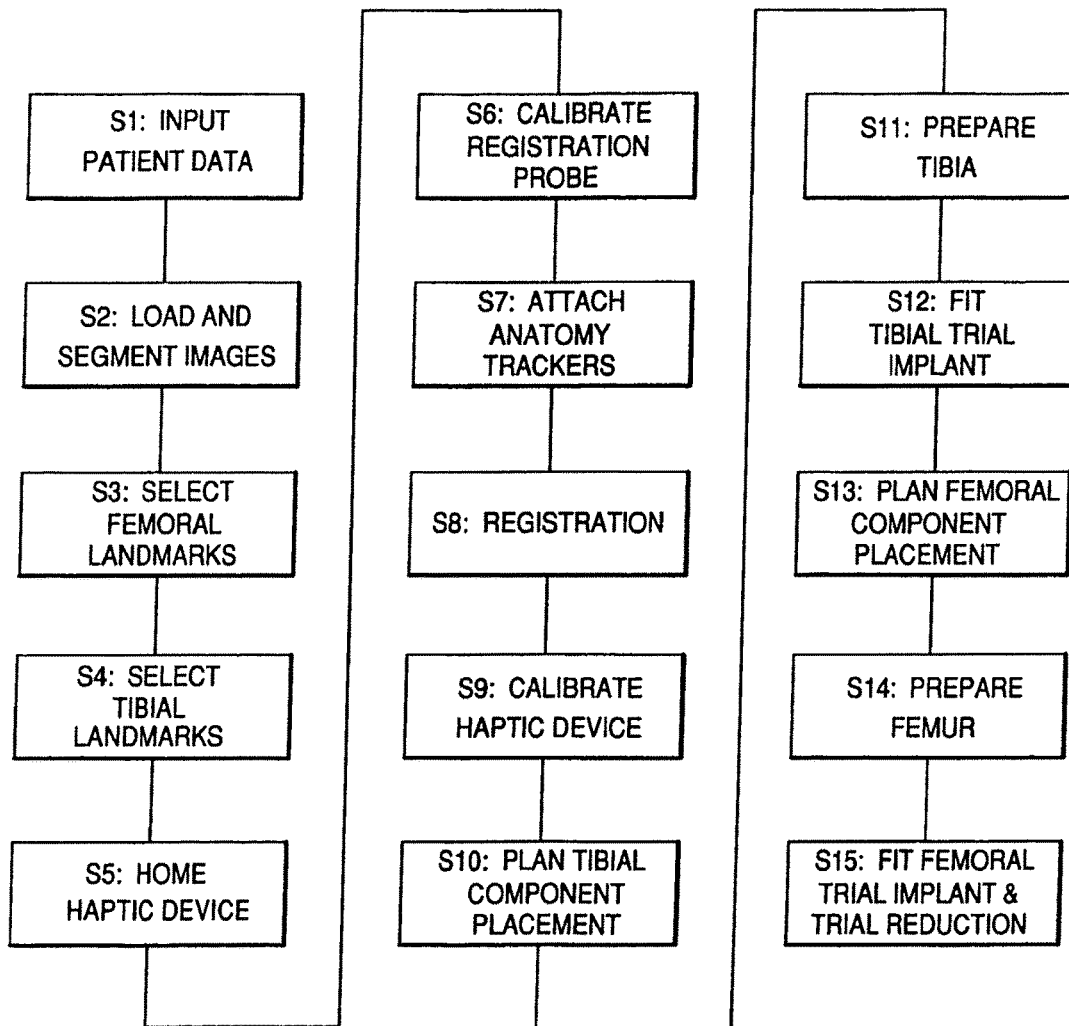 S1: INPUT
PATIENT DATA
S2: LOAD AND
SEGMENT IMAGES
S3: SELECT
FEMORAL
LANDMARKS
S4: SELECT
TIBIAL
LANDMARKS
S5: HOME
HAPTIC DEVICE
S6: CALIBRATE
REGISTRATION
PROBE
S7: ATTACH
ANATOMY
TRACKERS
S8: REGISTRATION
S9: CALIBRATE
HAPTIC DEVICE
S10: PLAN TIBIAL
COMPONENT
PLACEMENT
S11: PREPARE
TIBIA
S12: FIT
TIBIAL TRIAL
IMPLANT
S13: PLAN FEMORAL
COMPONENT
PLACEMENT
S14: PREPARE
FEMUR
S15: FIT FEMORAL
TRIAL IMPLANT &
TRIAL REDUCTION